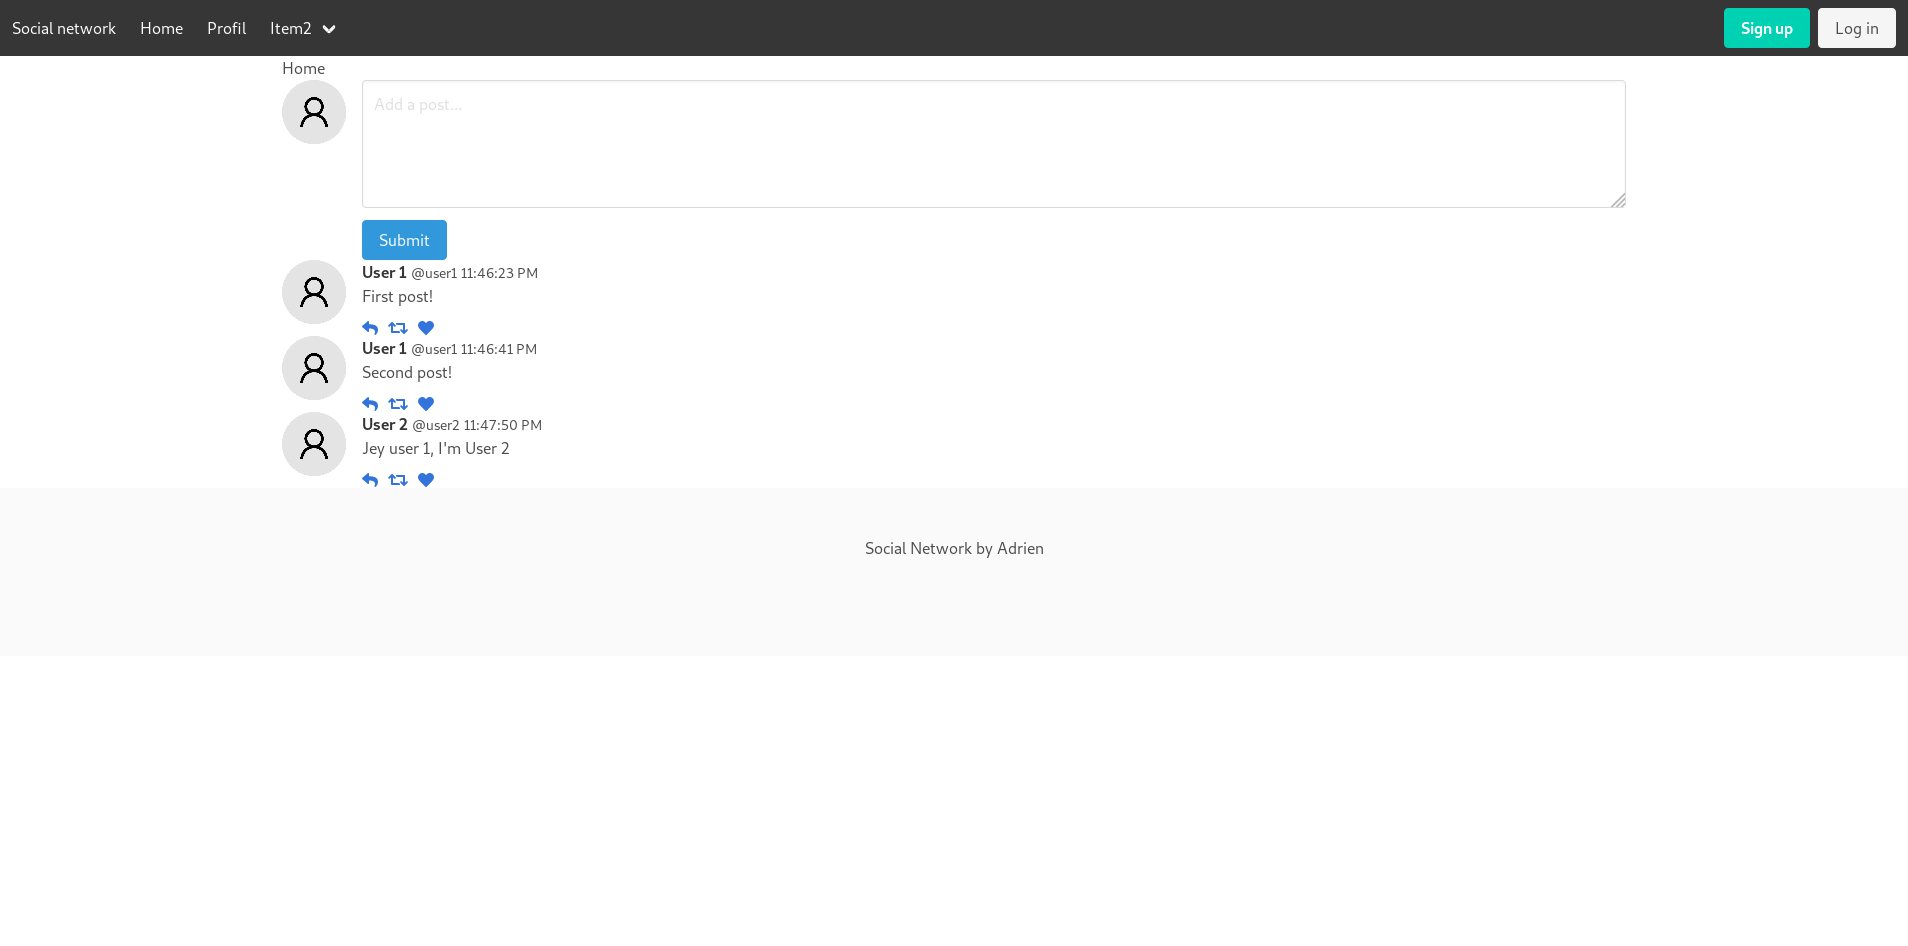 Social network Home Profil Item2 Sign up Log in
Home
Add a post...
Submit
User 1 @user1 11:46:23 PM
First post!
User 1 @user1 11:46:41 PM
Second post!
User 2 @user2 11:47:50 PM
Jey user 1, I'm User 2
Social Network by Adrien